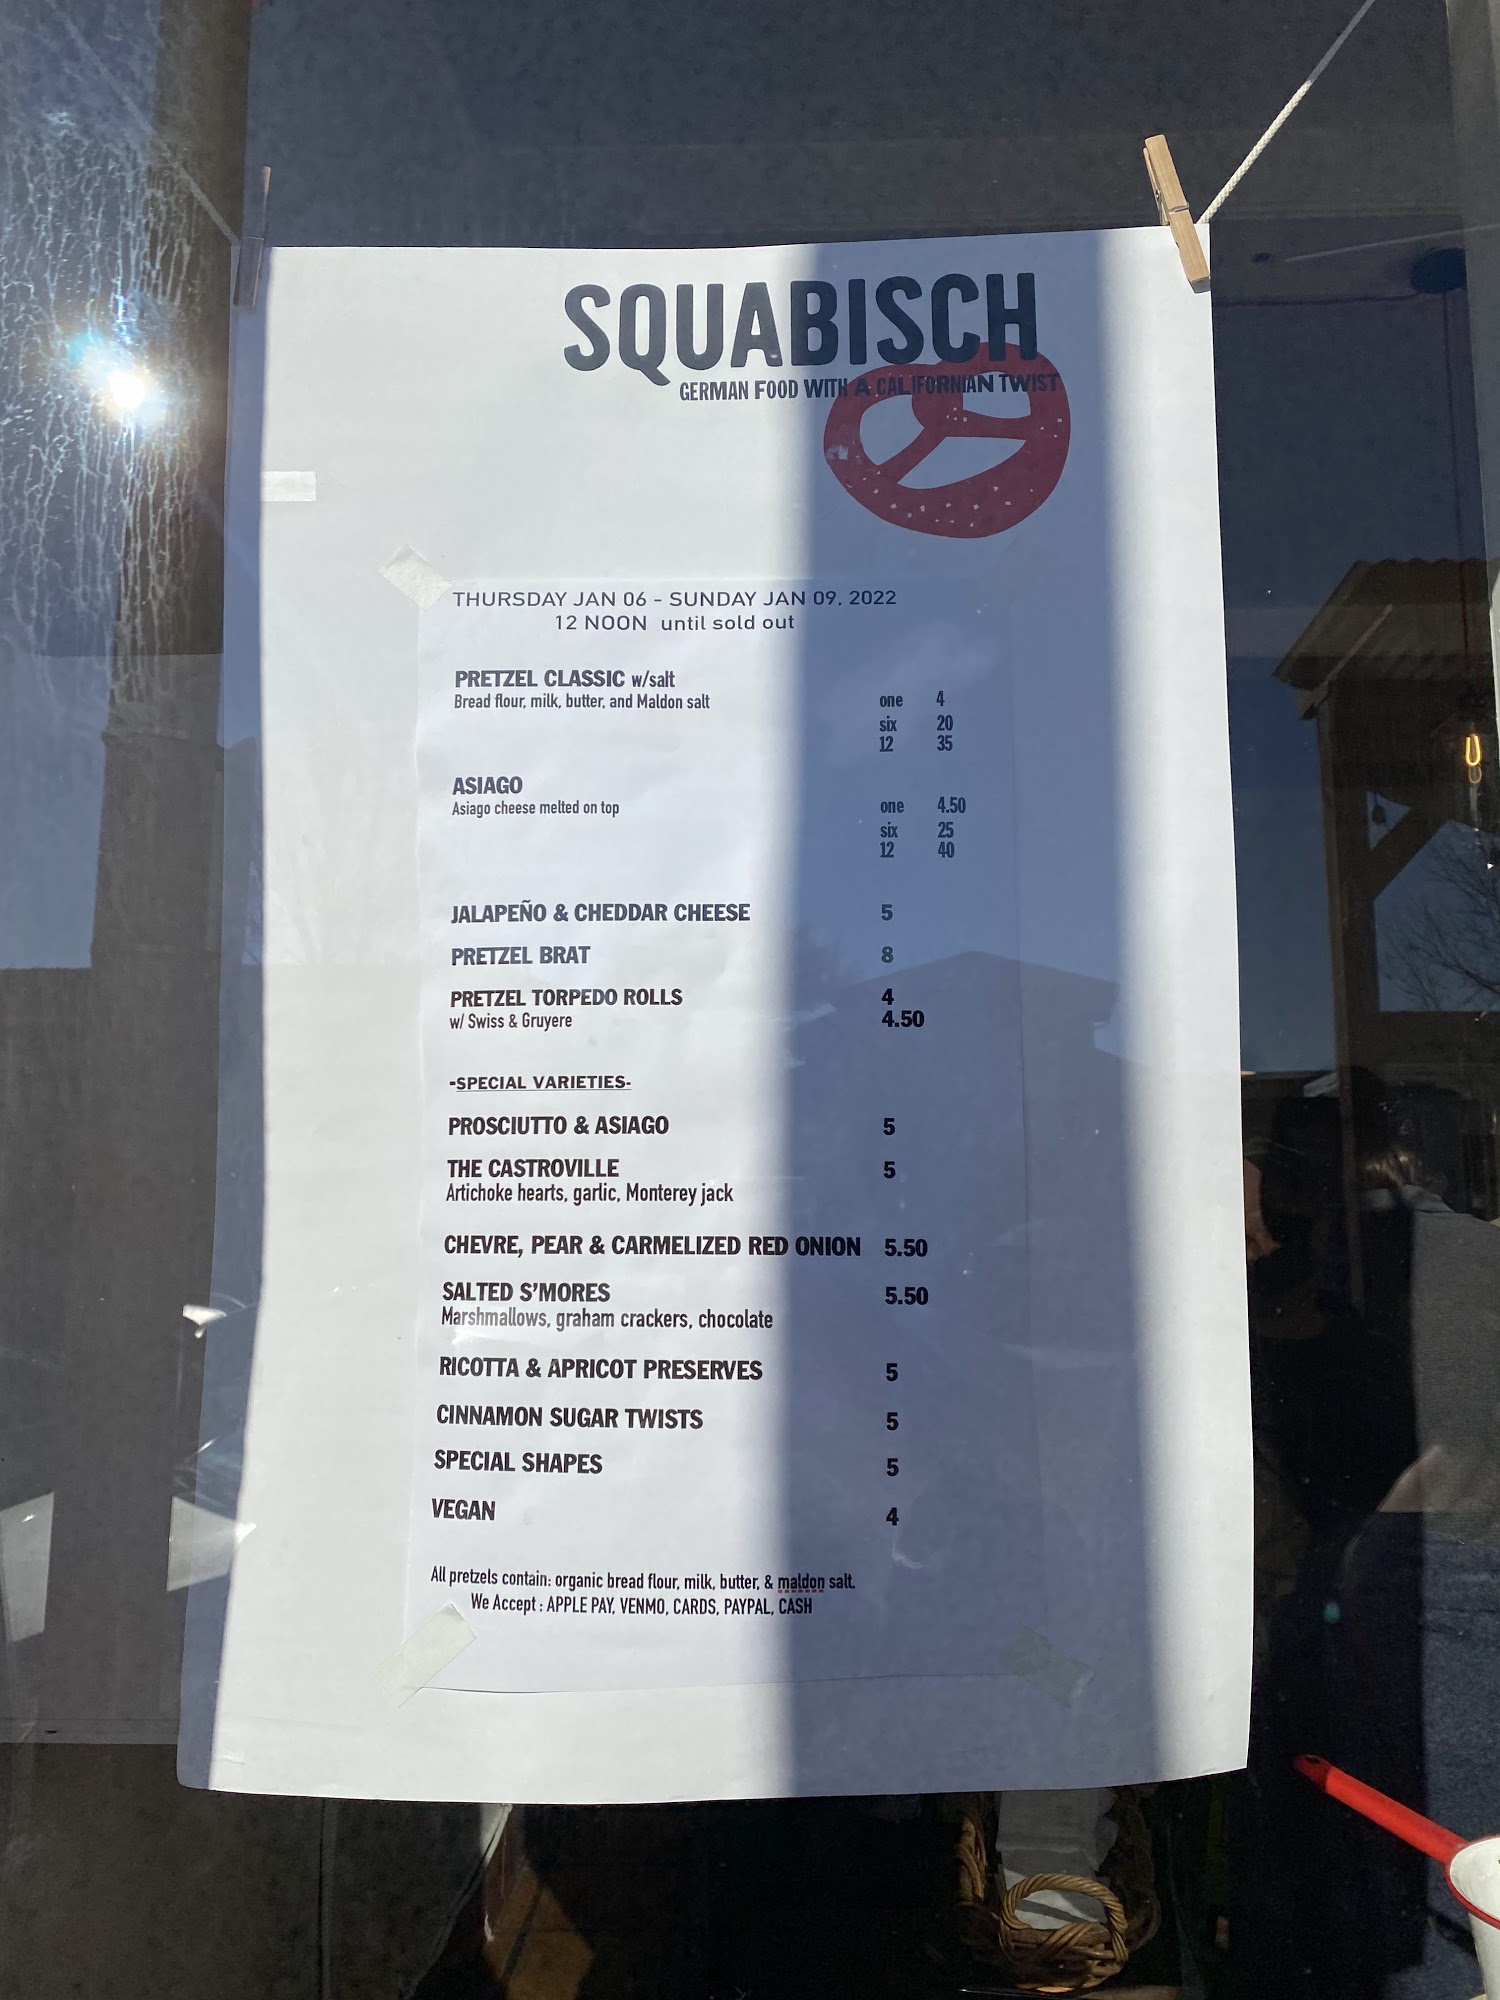 SQUABISCH
GERMAN FOOD WITH A CALIFORNIAN TWIST
THURSDAY JAN 06 - SUNDAY JAN 09, 2022
12 NOON until sold out
PRETZEL CLASSIC w/salt
Bread flour, milk, butter, and Maldon salt
one 4
six 20
12 35
ASIAGO
Asiago cheese melted on top
one 4.50
six 25
12 40
JALAPEÑO & CHEDDAR CHEESE 5
PRETZEL BRAT 8
PRETZEL TORPEDO ROLLS 4
w/ Swiss & Gruyere 4.50
-SPECIAL VARIETIES-
PROSCIUTTO & ASIAGO 5
THE CASTROVILLE 5
Artichoke hearts, garlic, Monterey jack
CHEVRE, PEAR & CARMELIZED RED ONION 5.50
SALTED S'MORES 5.50
Marshmallows, graham crackers, chocolate
RICOTTA & APRICOT PRESERVES 5
CINNAMON SUGAR TWISTS 5
SPECIAL SHAPES 5
VEGAN 4
All pretzels contain: organic bread flour, milk, butter, & maldon salt.
We Accept : APPLE PAY, VENMO, CARDS, PAYPAL, CASH